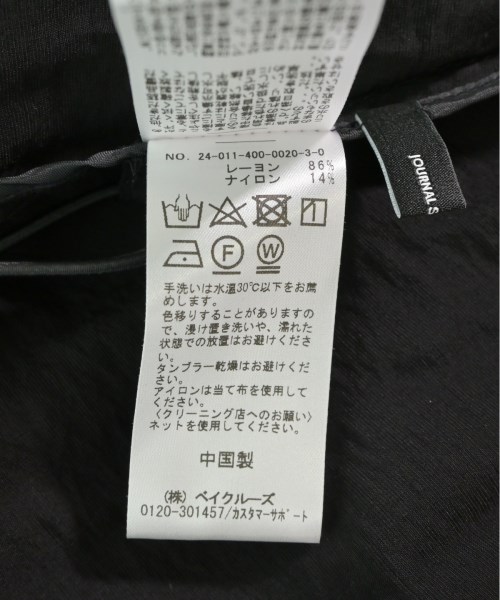 NO. 24-011-400-0020-3-0
レーヨン 86%
ナイロン 14%
F W
手洗いは水温30℃以下をお薦
めします。
色移りすることがありますの
で、浸け置き洗いや、濡れた
状態での放置はお避けくださ
い。
タンブラー乾燥はお避けくだ
さい。
アイロンは当て布を使用して
ください。
〈クリーニング店へのお願い〉
ネットを使用してください。
中国製
(株) ベイクルーズ
0120-301457/カスタマーサポート
JOURNAL S